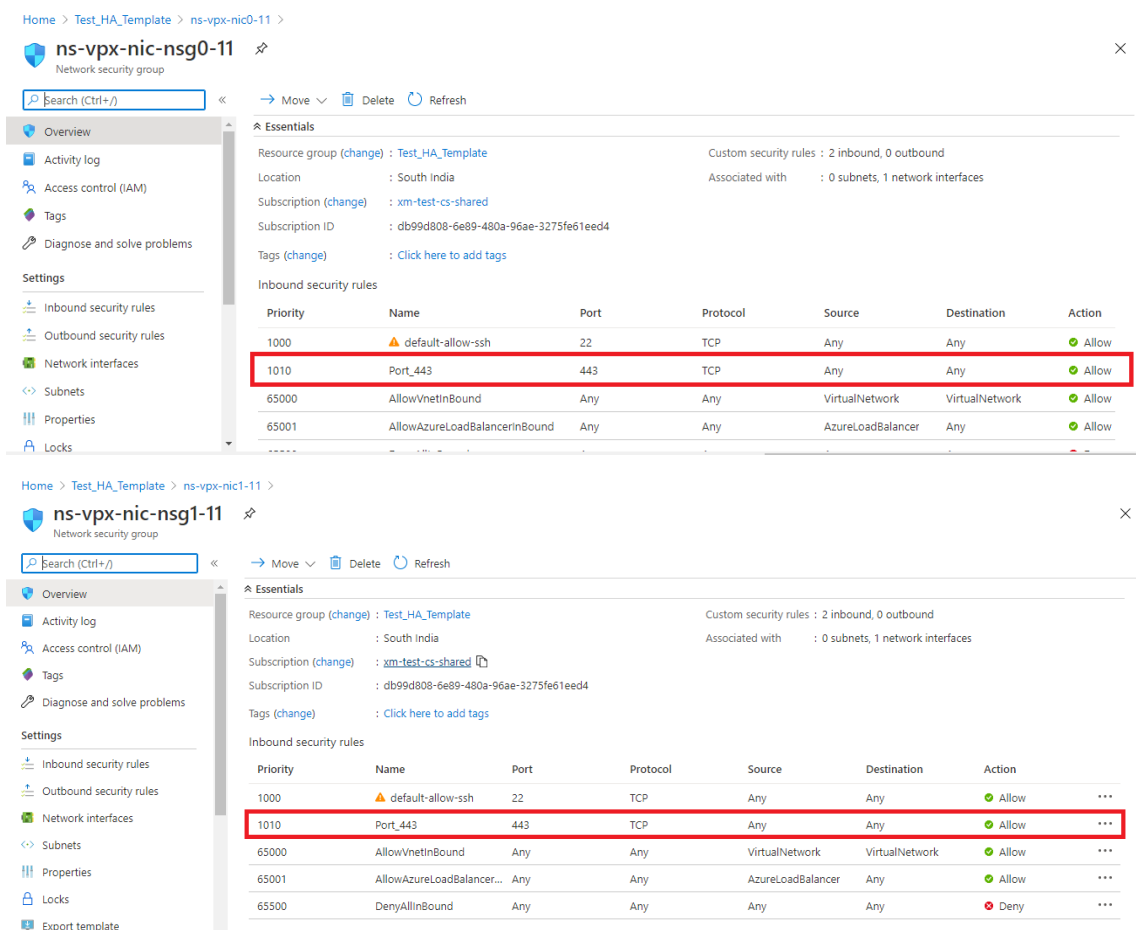 Home > Test_HA_Template > ns-vpx-nic0-11 >
ns-vpx-nic-nsg0-11
Network security group
Search (Ctrl+/)
«
Move
Delete
Refresh
Overview
Activity log
Access control (IAM)
Tags
Diagnose and solve problems
Settings
Inbound security rules
Outbound security rules
Network interfaces
Subnets
Properties
Locks
Essentials
Resource group (change) : Test_HA_Template
Location : South India
Subscription (change) : xm-test-cs-shared
Subscription ID : db99d808-6e89-480a-96ae-3275fe61eed4
Tags (change) : Click here to add tags
Custom security rules : 2 inbound, 0 outbound
Associated with : 0 subnets, 1 network interfaces
Inbound security rules
Priority Name Port Protocol Source Destination Action
1000 default-allow-ssh 22 TCP Any Any Allow
1010 Port_443 443 TCP Any Any Allow
65000 AllowVnetInBound Any Any VirtualNetwork VirtualNetwork Allow
65001 AllowAzureLoadBalancerInBound Any Any AzureLoadBalancer Any Allow
Home > Test_HA_Template > ns-vpx-nic1-11 >
ns-vpx-nic-nsg1-11
Network security group
Search (Ctrl+/)
«
Move
Delete
Refresh
Overview
Activity log
Access control (IAM)
Tags
Diagnose and solve problems
Settings
Inbound security rules
Outbound security rules
Network interfaces
Subnets
Properties
Locks
Export template
Essentials
Resource group (change) : Test_HA_Template
Location : South India
Subscription (change) : xm-test-cs-shared
Subscription ID : db99d808-6e89-480a-96ae-3275fe61eed4
Tags (change) : Click here to add tags
Custom security rules : 2 inbound, 0 outbound
Associated with : 0 subnets, 1 network interfaces
Inbound security rules
Priority Name Port Protocol Source Destination Action
1000 default-allow-ssh 22 TCP Any Any Allow ...
1010 Port_443 443 TCP Any Any Allow ...
65000 AllowVnetInBound Any Any VirtualNetwork VirtualNetwork Allow ...
65001 AllowAzureLoadBalancer... Any Any AzureLoadBalancer Any Allow ...
65500 DenyAllInBound Any Any Any Any Deny ...